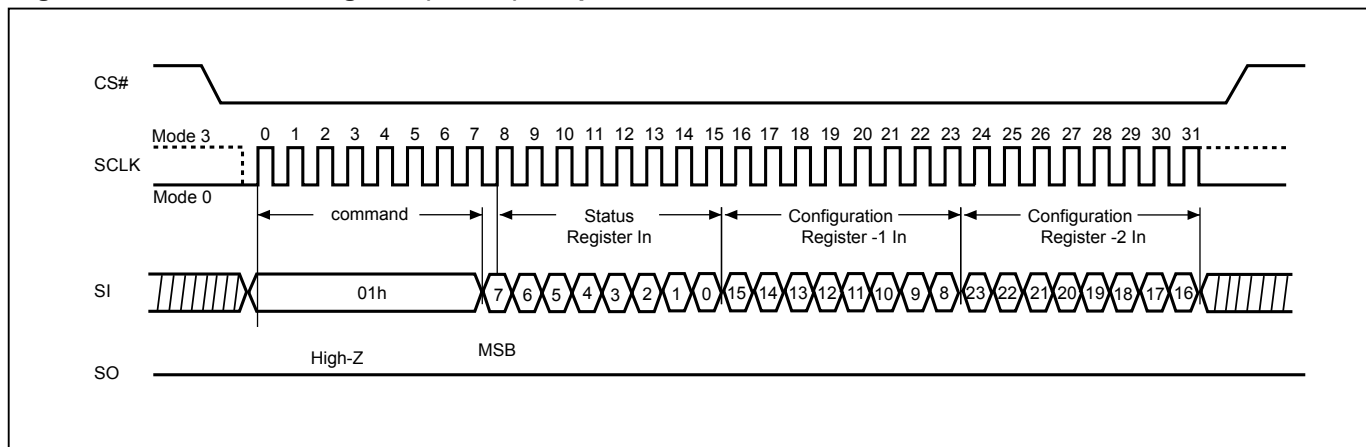 CS#
Mode 3
0 1 2 3 4 5 6 7 8 9 10 11 12 13 14 15 16 17 18 19 20 21 22 23 24 25 26 27 28 29 30 31
SCLK
Mode 0
command
Status
Register In
Configuration
Register -1 In
Configuration
Register -2 In
SI
01h
7 6 5 4 3 2 1 0 15 14 13 12 11 10 9 8 23 22 21 20 19 18 17 16
High-Z
MSB
SO